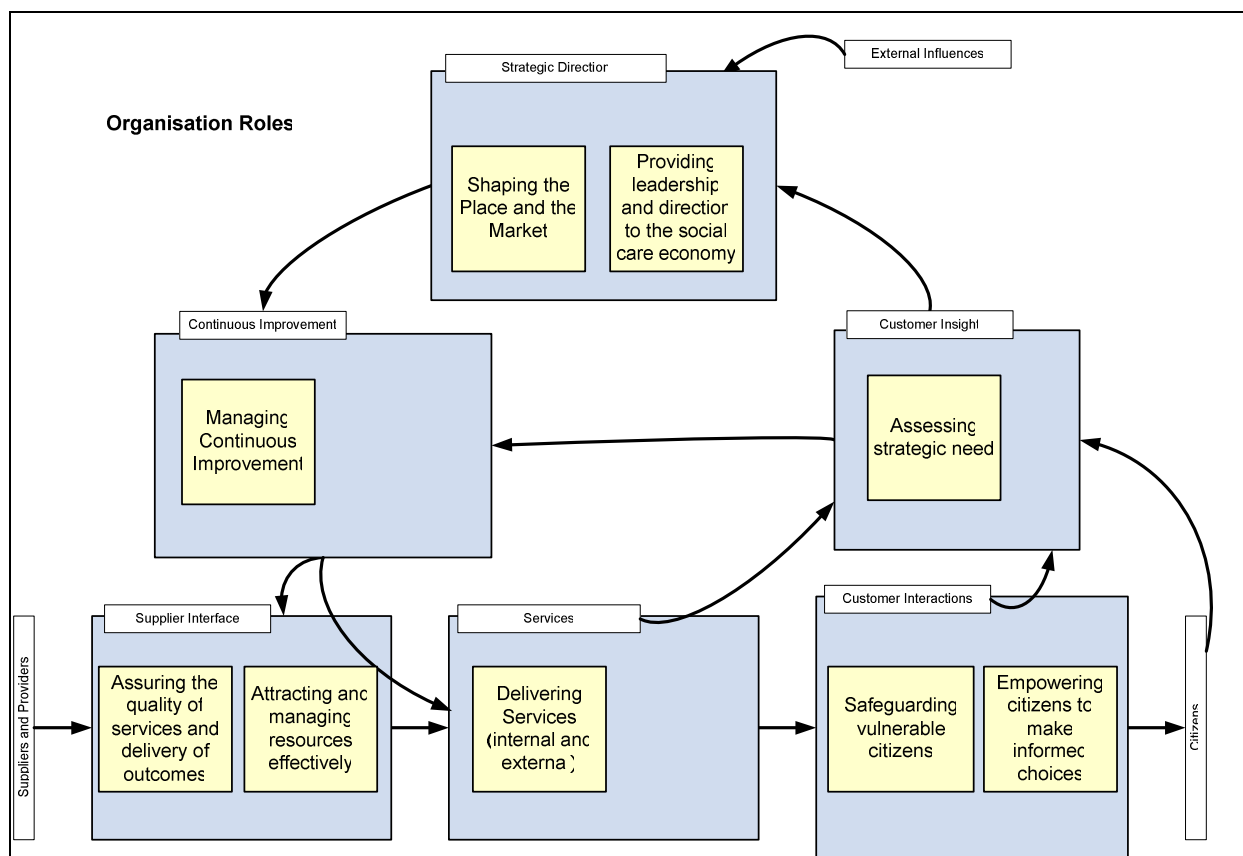 External Influences
Strategic Direction
Organisation Roles
Shaping the
Place and the
Market
Providing
leadership
and direction
to the social
care economy
Continuous Improvement
Managing
Continuous
Improvement
Customer Insight
Assessing
strategic need
Suppliers and Providers
Supplier Interface
Assuring the
quality of
services and
delivery of
outcomes
Attracting and
managing
resources
effectively
Services
Delivering
Services
(internal and
external)
Customer Interactions
Safeguarding
vulnerable
citizens
Empowering
citizens to
make
informed
choices
Citizens